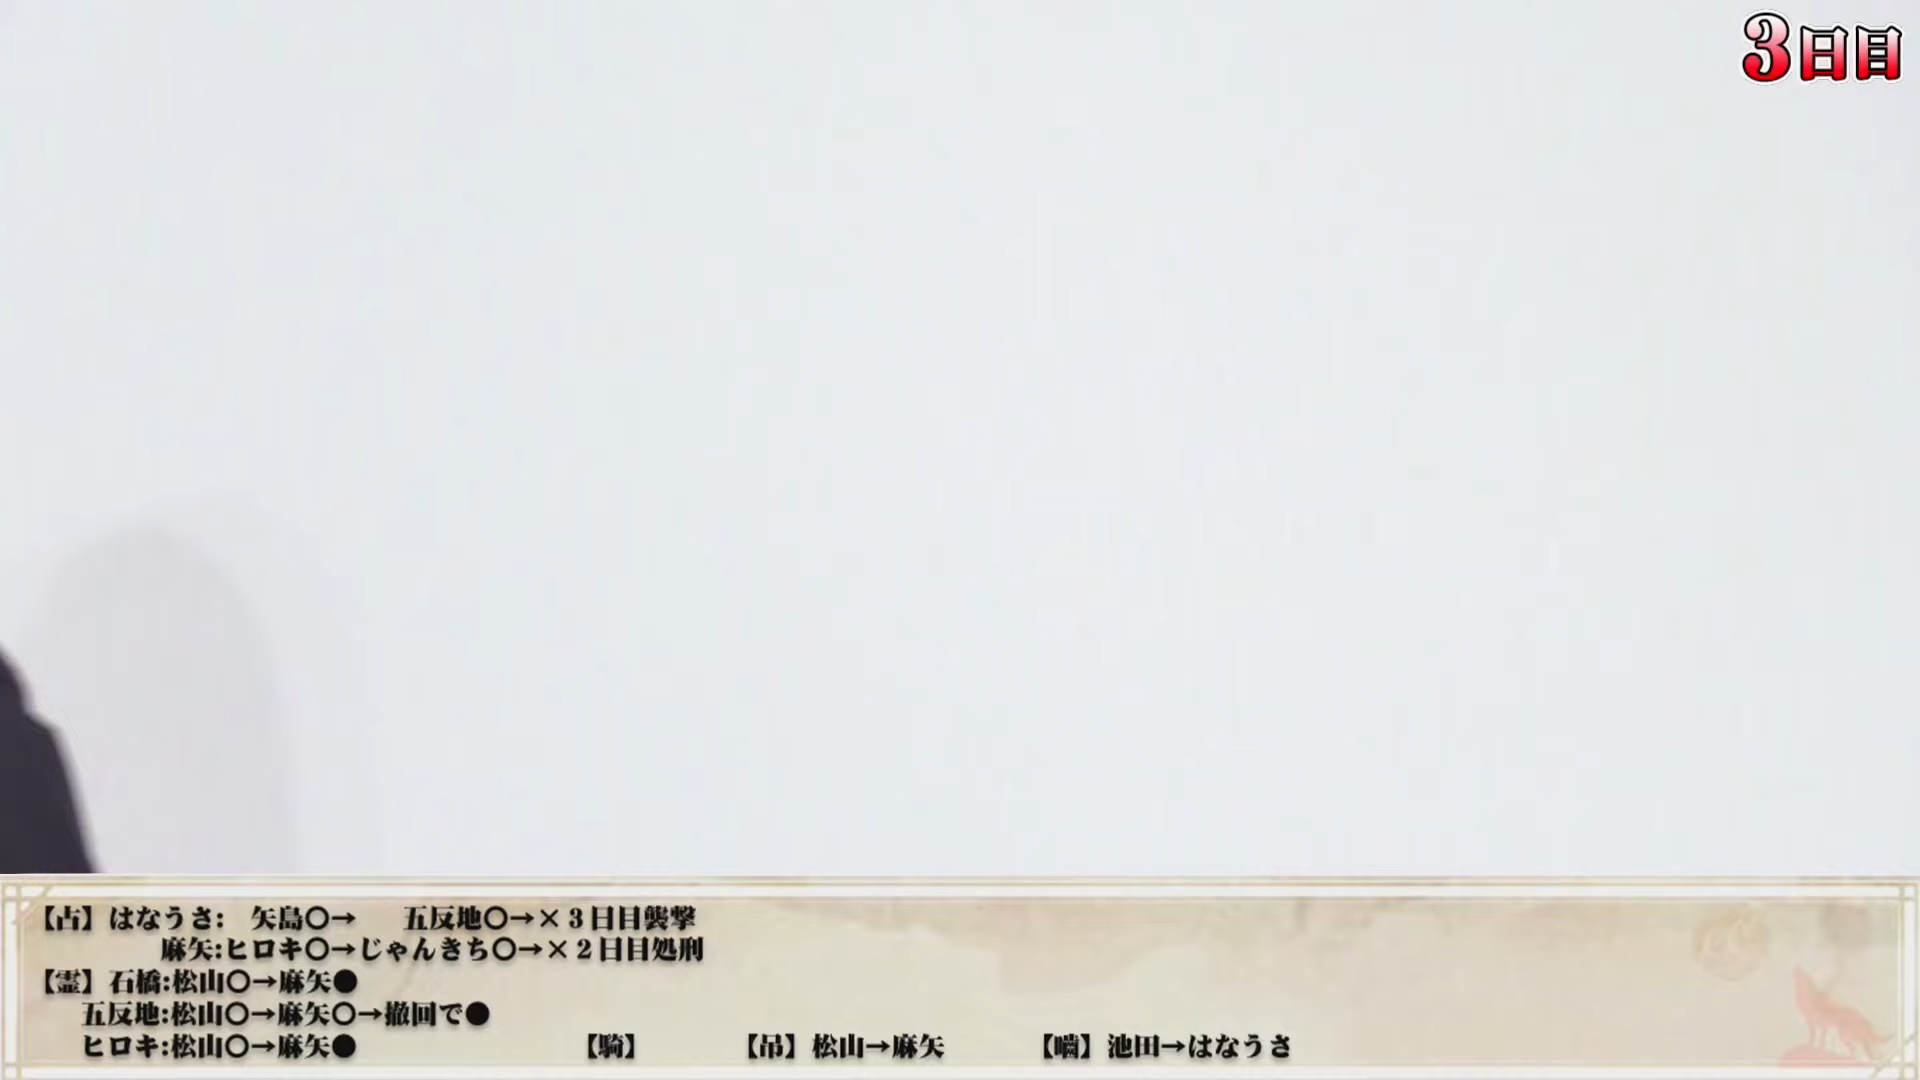 3日目
【占】はなうさ: 矢島○→ 五反地○→×3日目襲撃
麻矢:ヒロキ○→じゃんきち○→×2日目処刑
【霊】石橋:松山○→麻矢●
五反地:松山○→麻矢○→撤回で●
ヒロキ:松山○→麻矢● 【騎】 【吊】松山→麻矢 【噛】池田→はなうさ